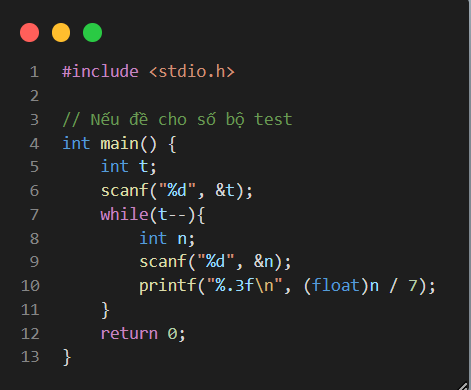 1 #include <stdio.h>
2
3 // Nếu đề cho số bộ test
4 int main() {
5     int t;
6     scanf("%d", &t);
7     while(t--){
8         int n;
9         scanf("%d", &n);
10         printf("%.3f\n", (float)n / 7);
11     }
12     return 0;
13 }